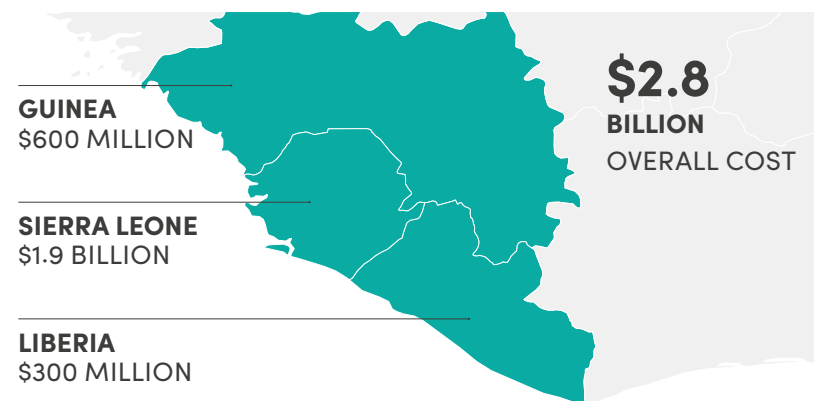 GUINEA
$600 MILLION
SIERRA LEONE
$1.9 BILLION
LIBERIA
$300 MILLION
$2.8
BILLION
OVERALL COST